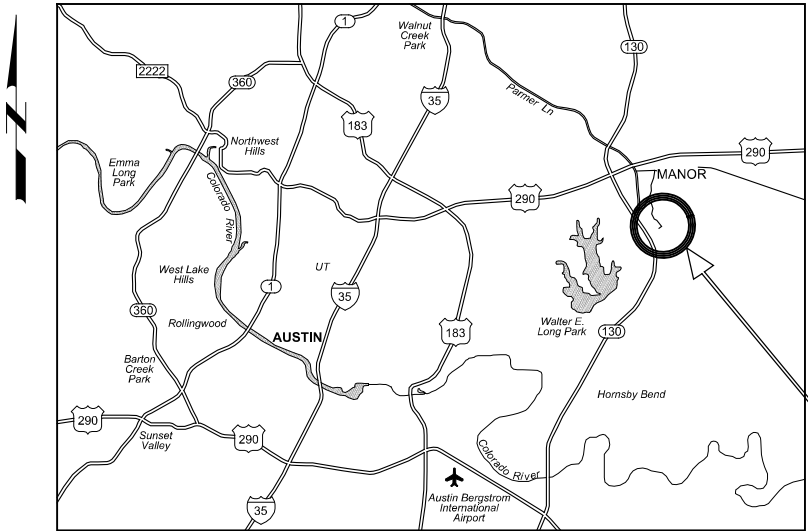 N
1
Walnut
Creek
Park
130
2222
360
35
Parmer Ln
183
Northwest
Hills
290
Emma
Long
Park
MANOR
Colorado River
290
West Lake
Hills
UT
1
35
360
Rollingwood
Walter E.
Long Park
183
130
AUSTIN
Barton
Creek
Park
Hornsby Bend
290
Sunset
Valley
290
Colorado River
Austin Bergstrom
International
Airport
35